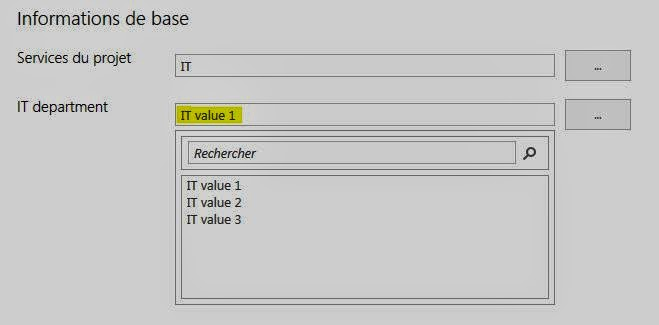 Informations de base
Services du projet
IT
...
IT department
IT value 1
...
Rechercher
IT value 1
IT value 2
IT value 3